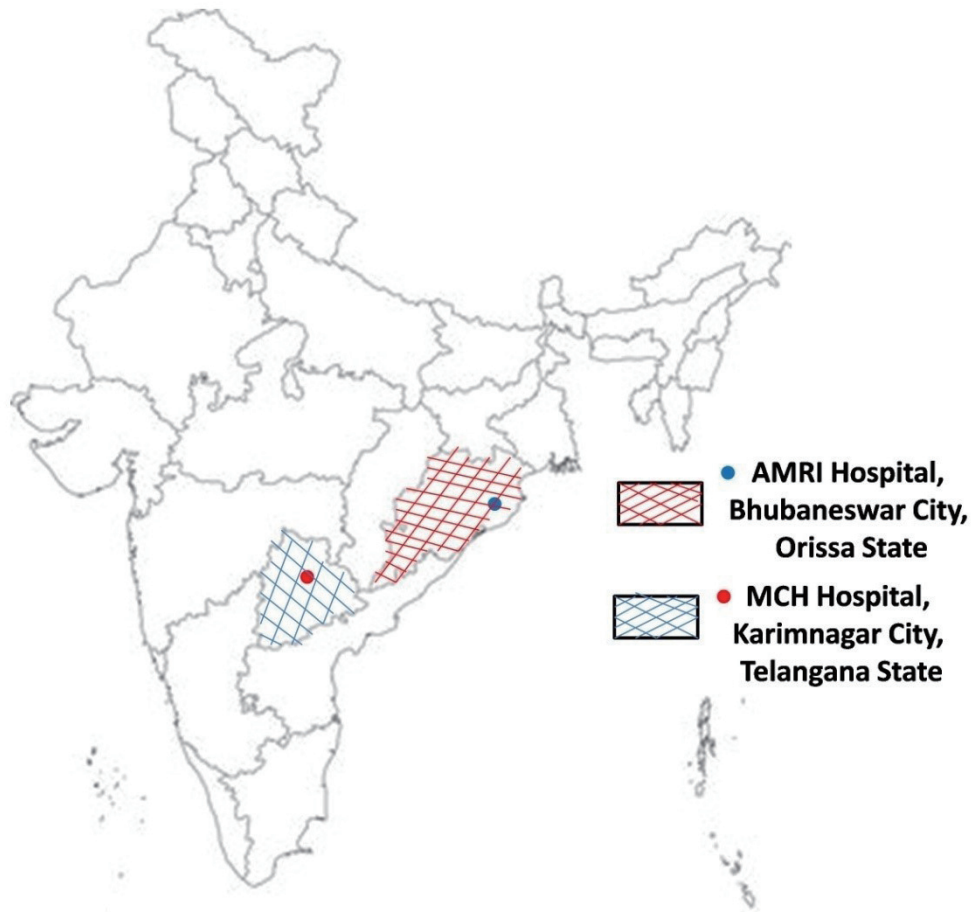 AMRI Hospital,
Bhubaneswar City,
Orissa State
MCH Hospital,
Karimnagar City,
Telangana State